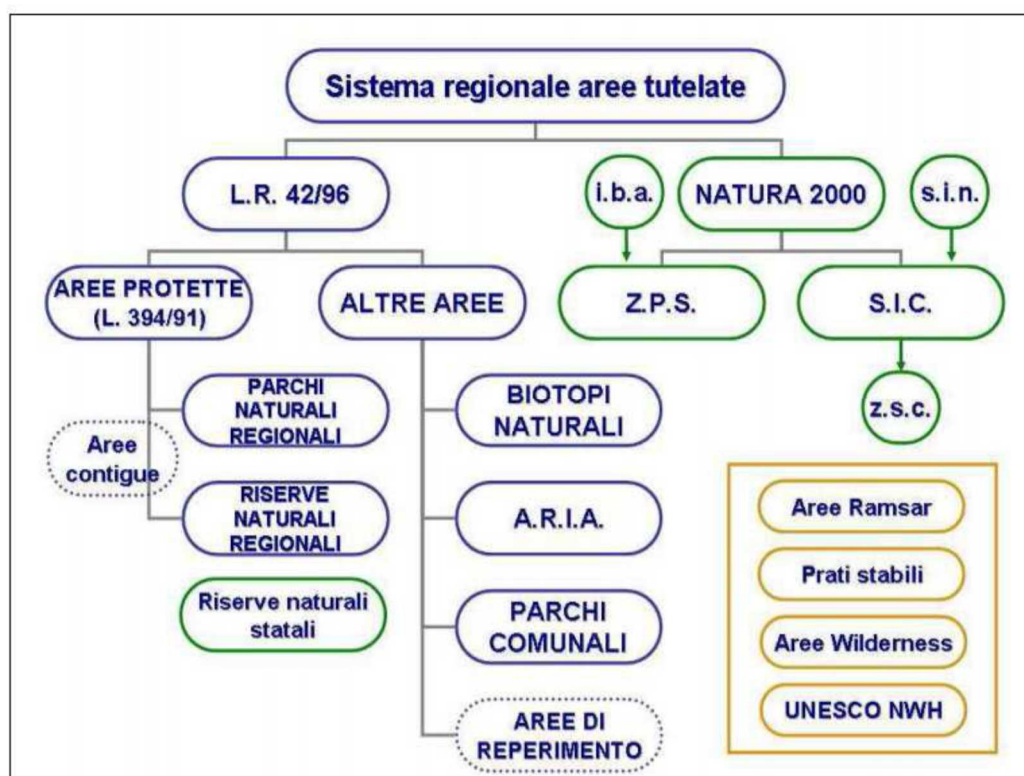 Sistema regionale aree tutelate
L.R. 42/96
i.b.a.
NATURA 2000
s.i.n.
AREE PROTETTE
(L. 394/91)
ALTRE AREE
Z.P.S.
S.I.C.
PARCHI
NATURALI
REGIONALI
BIOTOPI
NATURALI
z.s.c.
Aree
contigue
RISERVE
NATURALI
REGIONALI
A.R.I.A.
Aree Ramsar
Prati stabili
Riserve naturali
statali
PARCHI
COMUNALI
Aree Wilderness
UNESCO NWH
AREE DI
REPERIMENTO